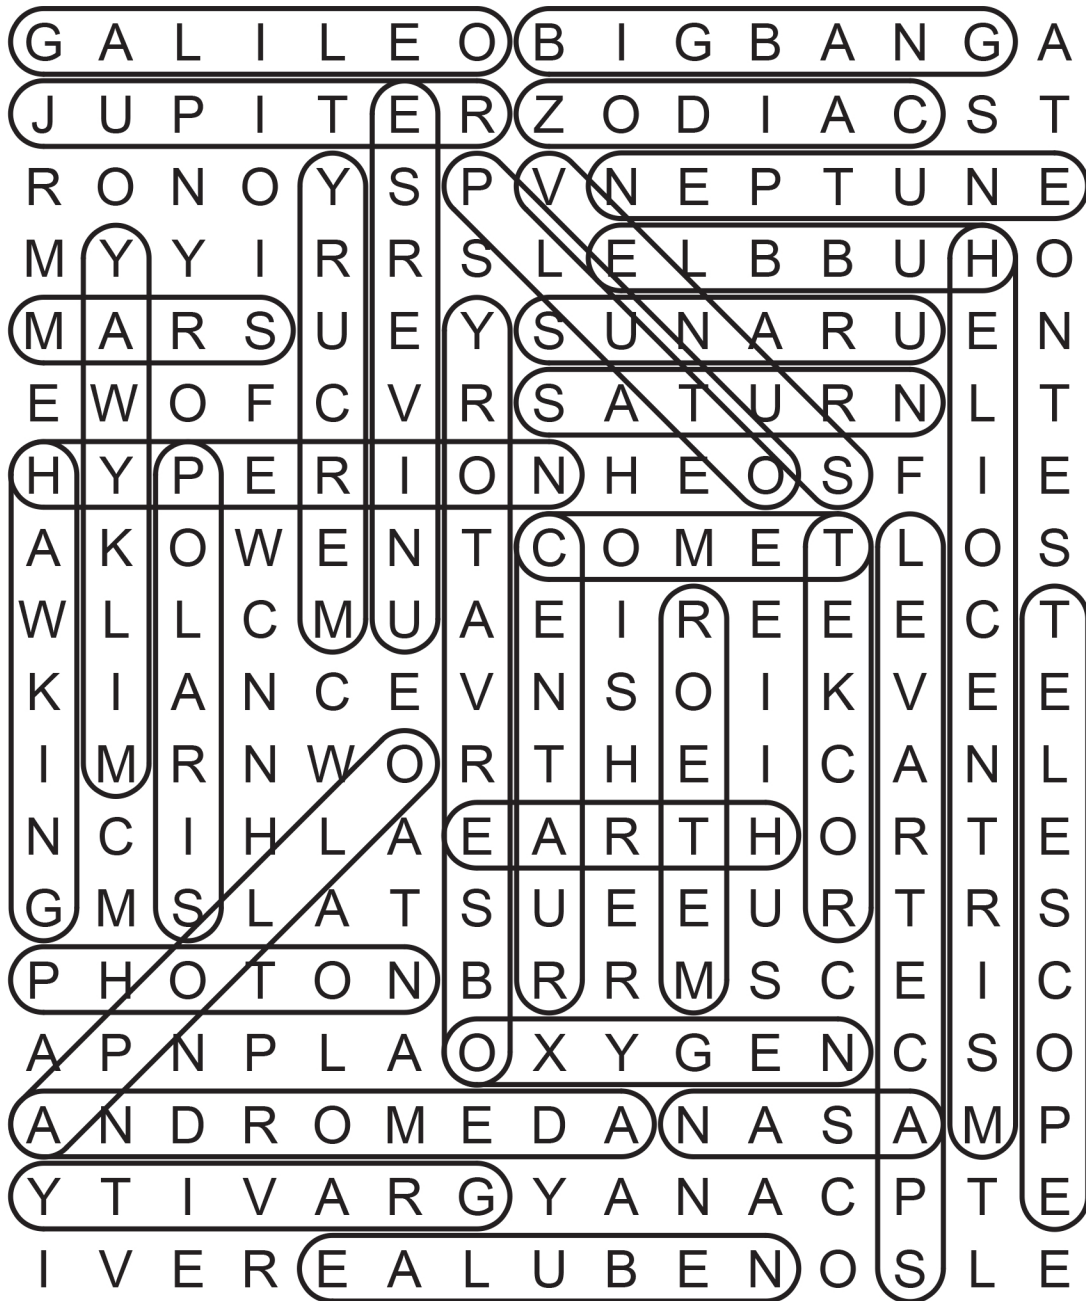 G A L I L E O B I G B A N G A
J U P I T E R Z O D I A C S T
R O N O Y S P V N E P T U N E
M Y Y I R R S L E L B B U H O
M A R S U E Y S U N A R U E N
E W O F C V R S A T U R N L T
H Y P E R I O N H E O S F I E
A K O W E N T C O M E T L O S
W L L C M U A E I R E E E C T
K I A N C E V N S O I K V E E
I M R N W O R T H E I C A N L
N C I H L A E A R T H O R T E
G M S L A T S U E E U R T R S
P H O T O N B R R M S C E I C
A P N P L A O X Y G E N C S O
A N D R O M E D A N A S A M P
Y T I V A R G Y A N A C P T E
I V E R E A L U B E N O S L E